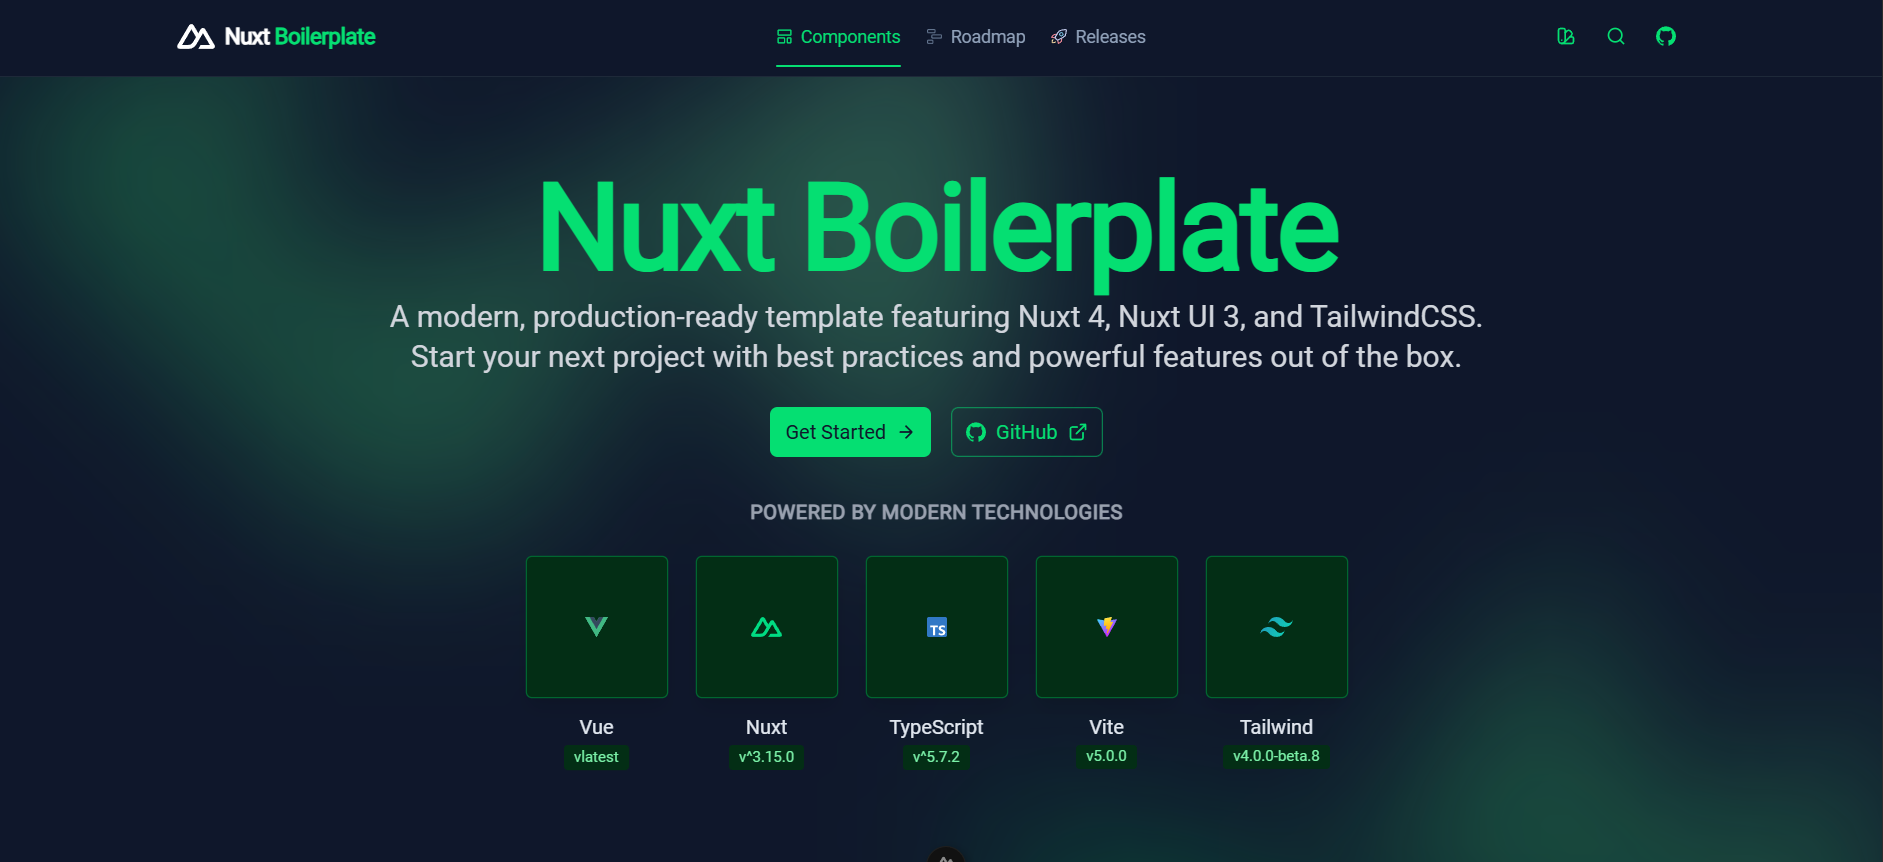 Nuxt Boilerplate
Components
Roadmap
Releases
Nuxt Boilerplate
A modern, production-ready template featuring Nuxt 4, Nuxt UI 3, and TailwindCSS.
Start your next project with best practices and powerful features out of the box.
Get Started
GitHub
POWERED BY MODERN TECHNOLOGIES
TS
Vue
Nuxt
TypeScript
Vite
Tailwind
vlatest
v^3.15.0
v^5.7.2
v5.0.0
v4.0.0-beta.8